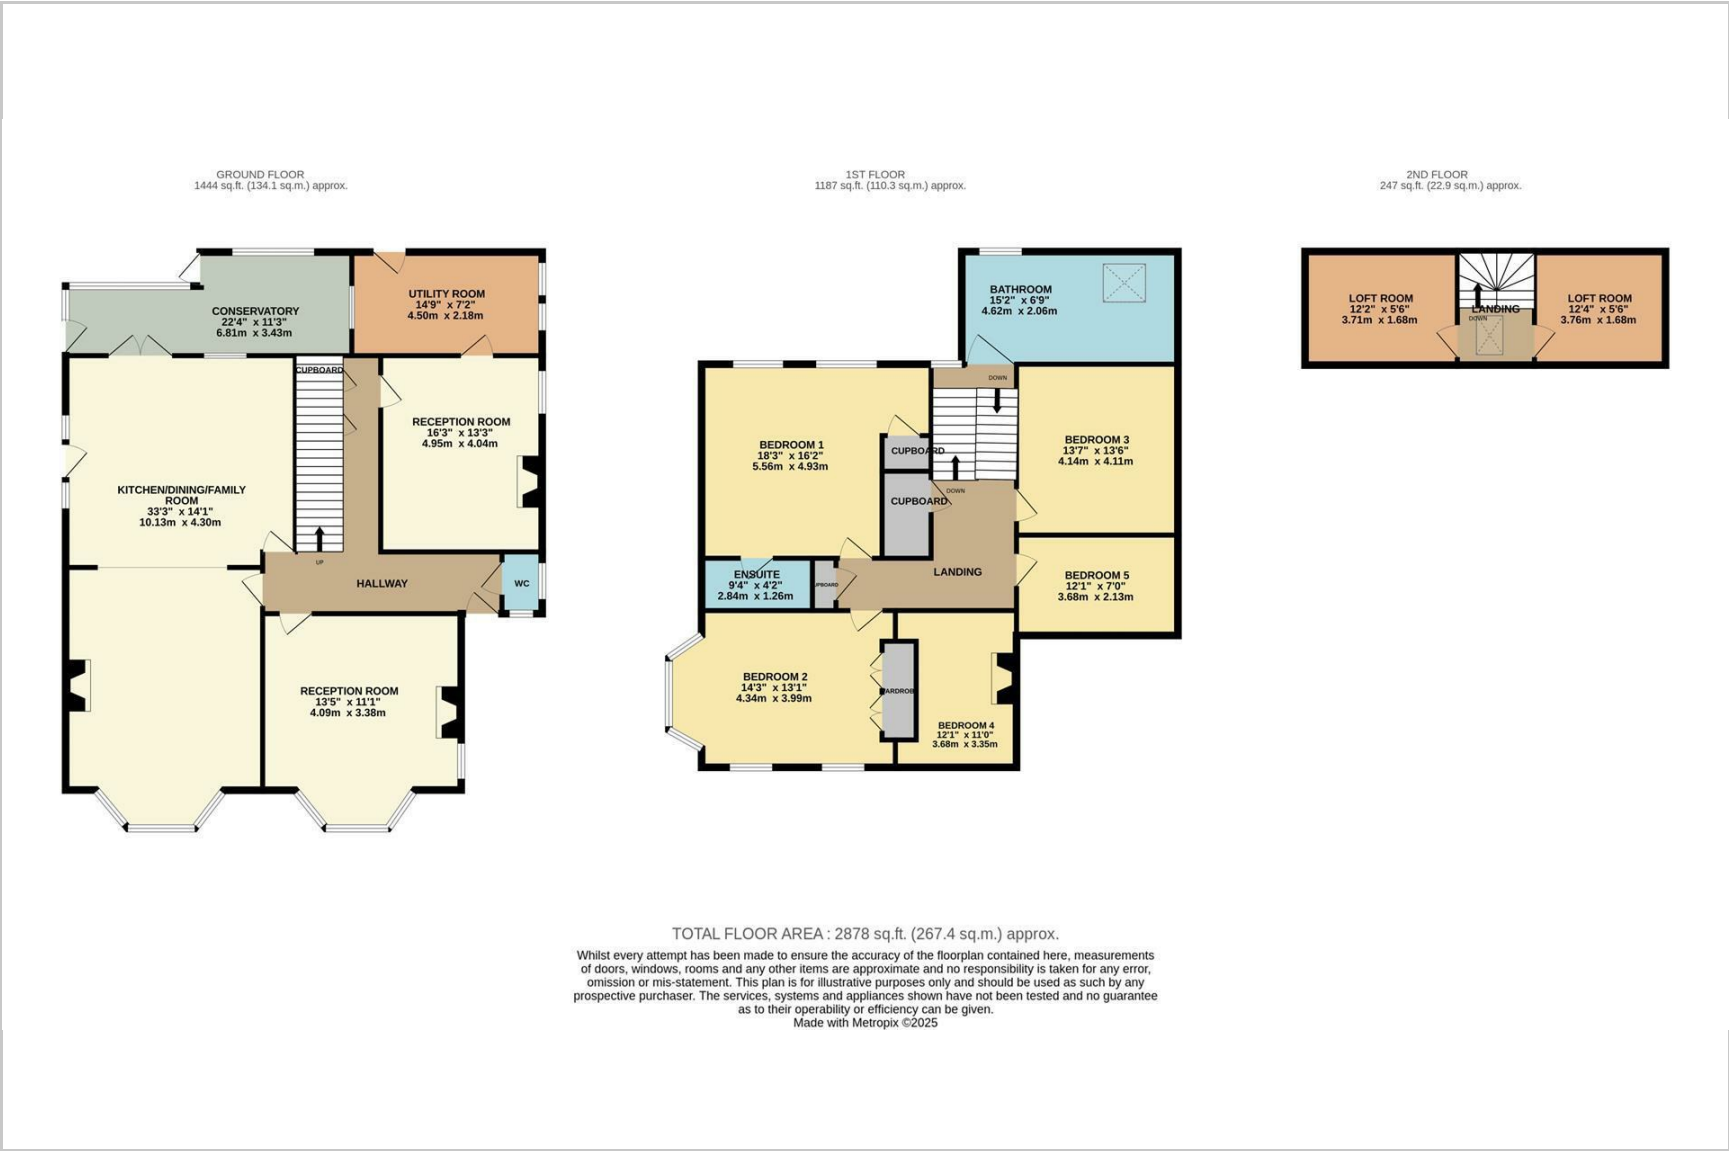 GROUND FLOOR
1444 sq.ft. (134.1 sq.m.) approx.
1ST FLOOR
1187 sq.ft. (110.3 sq.m.) approx.
2ND FLOOR
247 sq.ft. (22.9 sq.m.) approx.
CONSERVATORY
22'4" x 11'3"
6.81m x 3.43m
UTILITY ROOM
14'9" x 7'2"
4.50m x 2.18m
CUPBOARD
RECEPTION ROOM
16'3" x 13'3"
4.95m x 4.04m
KITCHEN/DINING/FAMILY
ROOM
33'3" x 14'1"
10.13m x 4.30m
UP
HALLWAY
WC
RECEPTION ROOM
13'5" x 11'1"
4.09m x 3.38m
BATHROOM
15'2" x 6'9"
4.62m x 2.06m
DOWN
BEDROOM 1
18'3" x 16'2"
5.56m x 4.93m
CUPBOARD
CUPBOARD
DOWN
BEDROOM 3
13'7" x 13'6"
4.14m x 4.11m
ENSUITE
9'4" x 4'2"
2.84m x 1.26m
UPBOARD
LANDING
BEDROOM 5
12'1" x 7'0"
3.68m x 2.13m
BEDROOM 2
14'3" x 13'1"
4.34m x 3.99m
ARDROB
BEDROOM 4
12'1" x 11'0"
3.68m x 3.35m
LOFT ROOM
12'2" x 5'6"
3.71m x 1.68m
LANDING
DOWN
LOFT ROOM
12'4" x 5'6"
3.76m x 1.68m
TOTAL FLOOR AREA : 2878 sq.ft. (267.4 sq.m.) approx.
Whilst every attempt has been made to ensure the accuracy of the floorplan contained here, measurements
of doors, windows, rooms and any other items are approximate and no responsibility is taken for any error,
omission or mis-statement. This plan is for illustrative purposes only and should be used as such by any
prospective purchaser. The services, systems and appliances shown have not been tested and no guarantee
as to their operability or efficiency can be given.
Made with Metropix ©2025